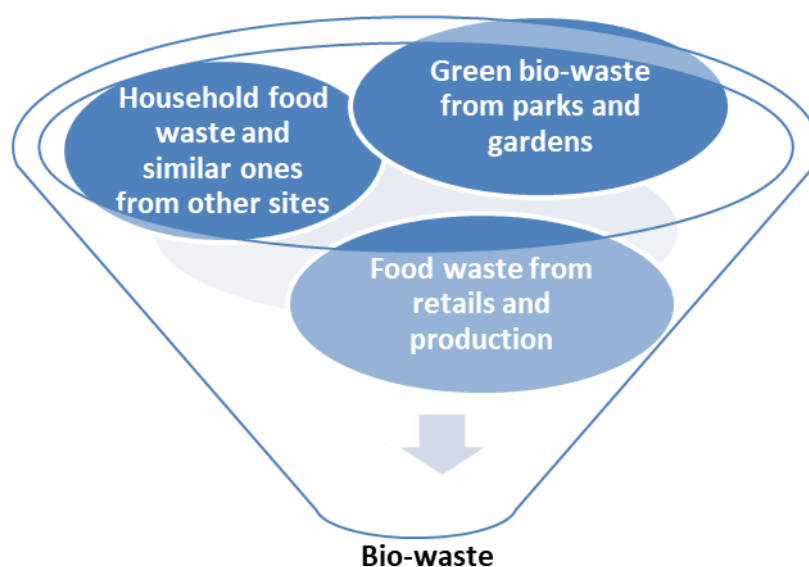 Household food
waste and
similar ones
from other sites
Green bio-waste
from parks and
gardens
Food waste from
retails and
production
Bio-waste